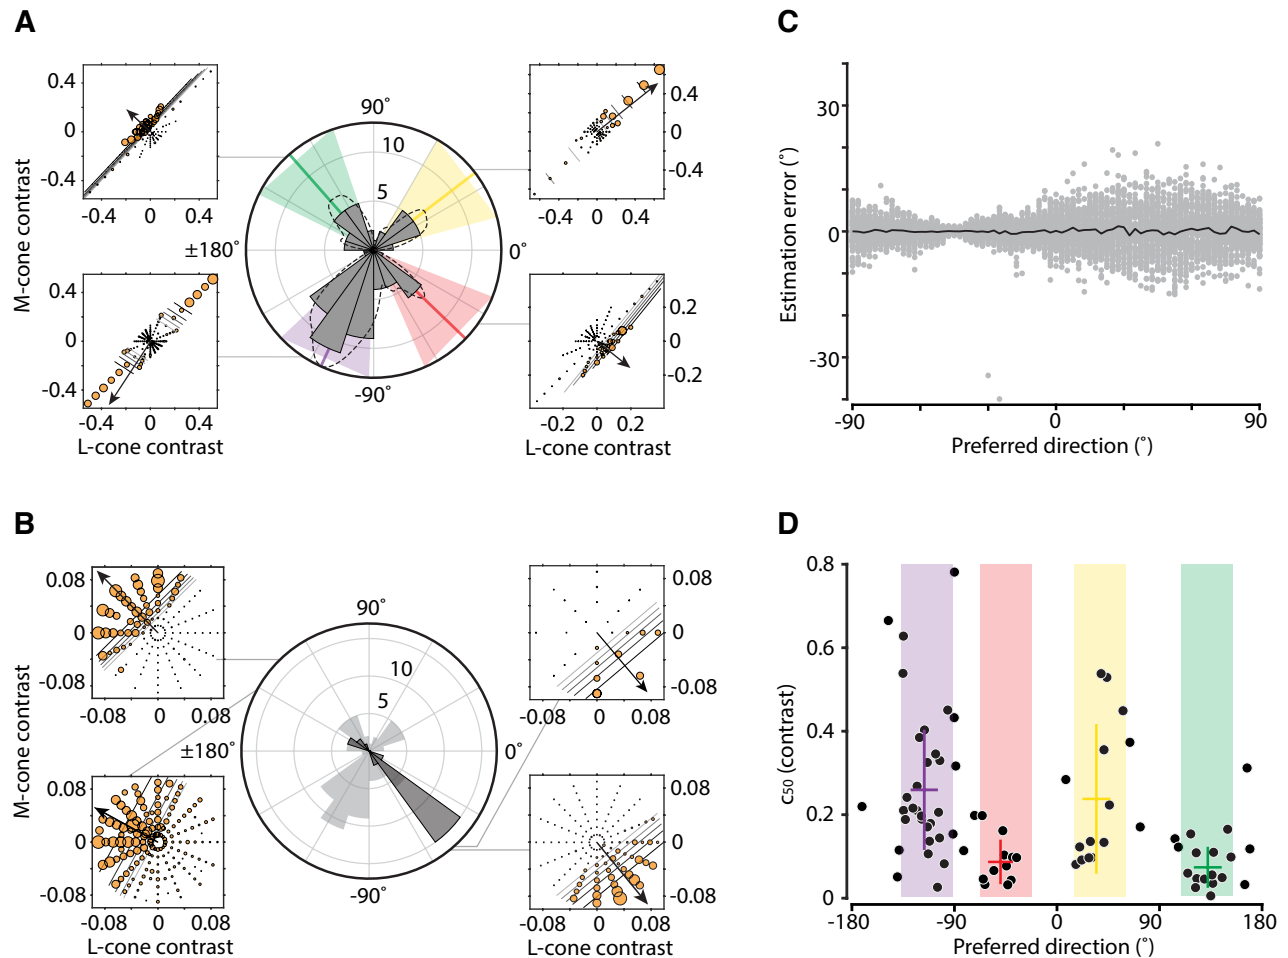 A
M-cone contrast
0.4
0
-0.4
-0.4 0 0.4
0.4
0
-0.4
-0.4 0 0.4
L-cone contrast
90˚
10
5
±180˚
0˚
-90˚
0.4
0
-0.4
-0.4 0 0.4
0.2
0
-0.2
-0.2 0 0.2
L-cone contrast
C
Estimation error (˚)
30
0
-30
-90 0 90
Preferred direction (˚)
B
M-cone contrast
0.08
0
-0.08
-0.08 0 0.08
0.08
0
-0.08
-0.08 0 0.08
L-cone contrast
90˚
10
5
±180˚
0˚
-90˚
0.08
0
-0.08
-0.08 0 0.08
0.08
0
-0.08
-0.08 0 0.08
L-cone contrast
D
c50 (contrast)
0.8
0.6
0.4
0.2
0
-180 -90 0 90 180
Preferred direction (˚)